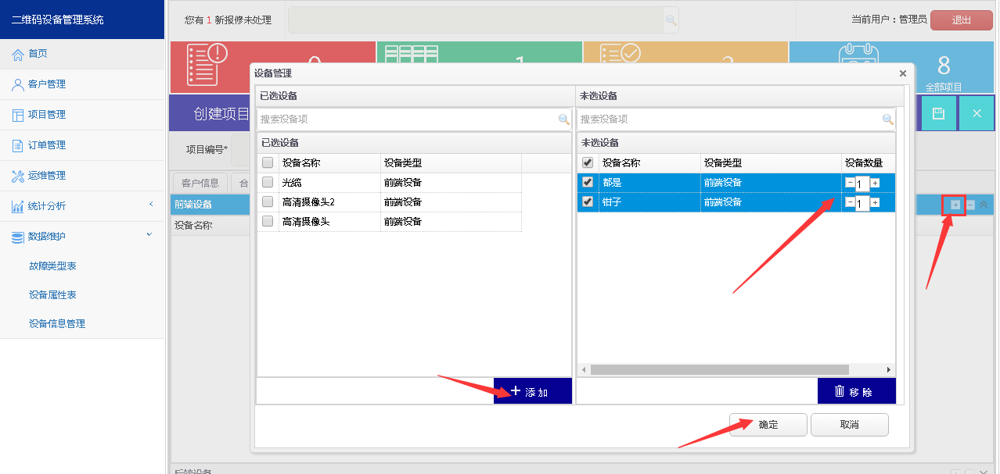 二维码设备管理系统
您有 1 新报修未处理
当前用户：管理员
退出
首页
客户管理
项目管理
订单管理
运维管理
统计分析
数据维护
故障类型表
设备属性表
设备信息管理
8
全部项目
创建项目
项目编号*
客户信息
合
前端设备
设备名称
设备管理
×
已选设备
搜索设备项
已选设备
设备名称 设备类型
光缆 前端设备
高清摄像头2 前端设备
高清摄像头 前端设备
+ 添 加
未选设备
搜索设备项
未选设备
设备名称 设备类型 设备数量
都是 前端设备 - 1 +
钳子 前端设备 - 1 +
移 除
确定
取消
后端设备